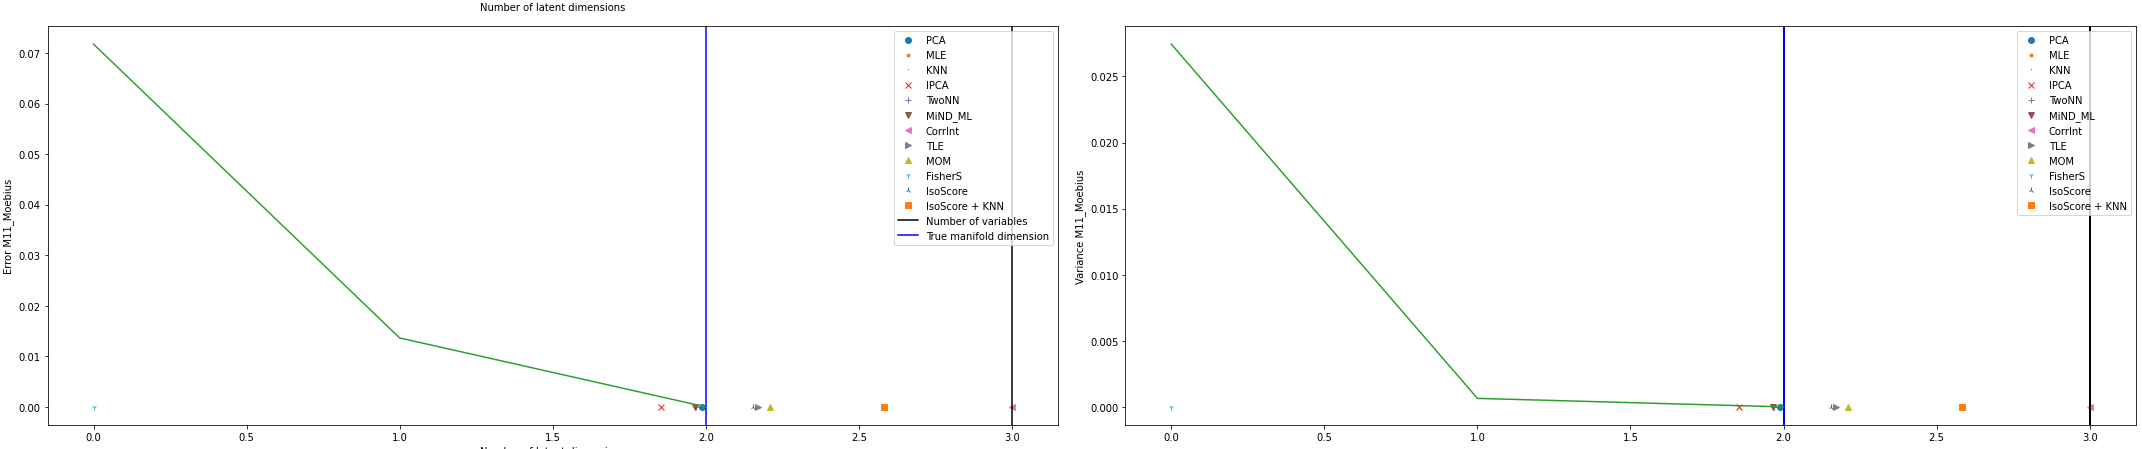 Number of latent dimensions
Error M11_Moebius
0.07
0.06
0.05
0.04
0.03
0.02
0.01
0.00
0.0
0.5
1.0
1.5
2.0
2.5
3.0
PCA
MLE
KNN
IPCA
TwoNN
MiND_ML
CorrInt
TLE
MOM
FisherS
IsoScore
IsoScore + KNN
Number of variables
True manifold dimension
Variance M11_Moebius
0.025
0.020
0.015
0.010
0.005
0.000
0.0
0.5
1.0
1.5
2.0
2.5
3.0
PCA
MLE
KNN
IPCA
TwoNN
MiND_ML
CorrInt
TLE
MOM
FisherS
IsoScore
IsoScore + KNN